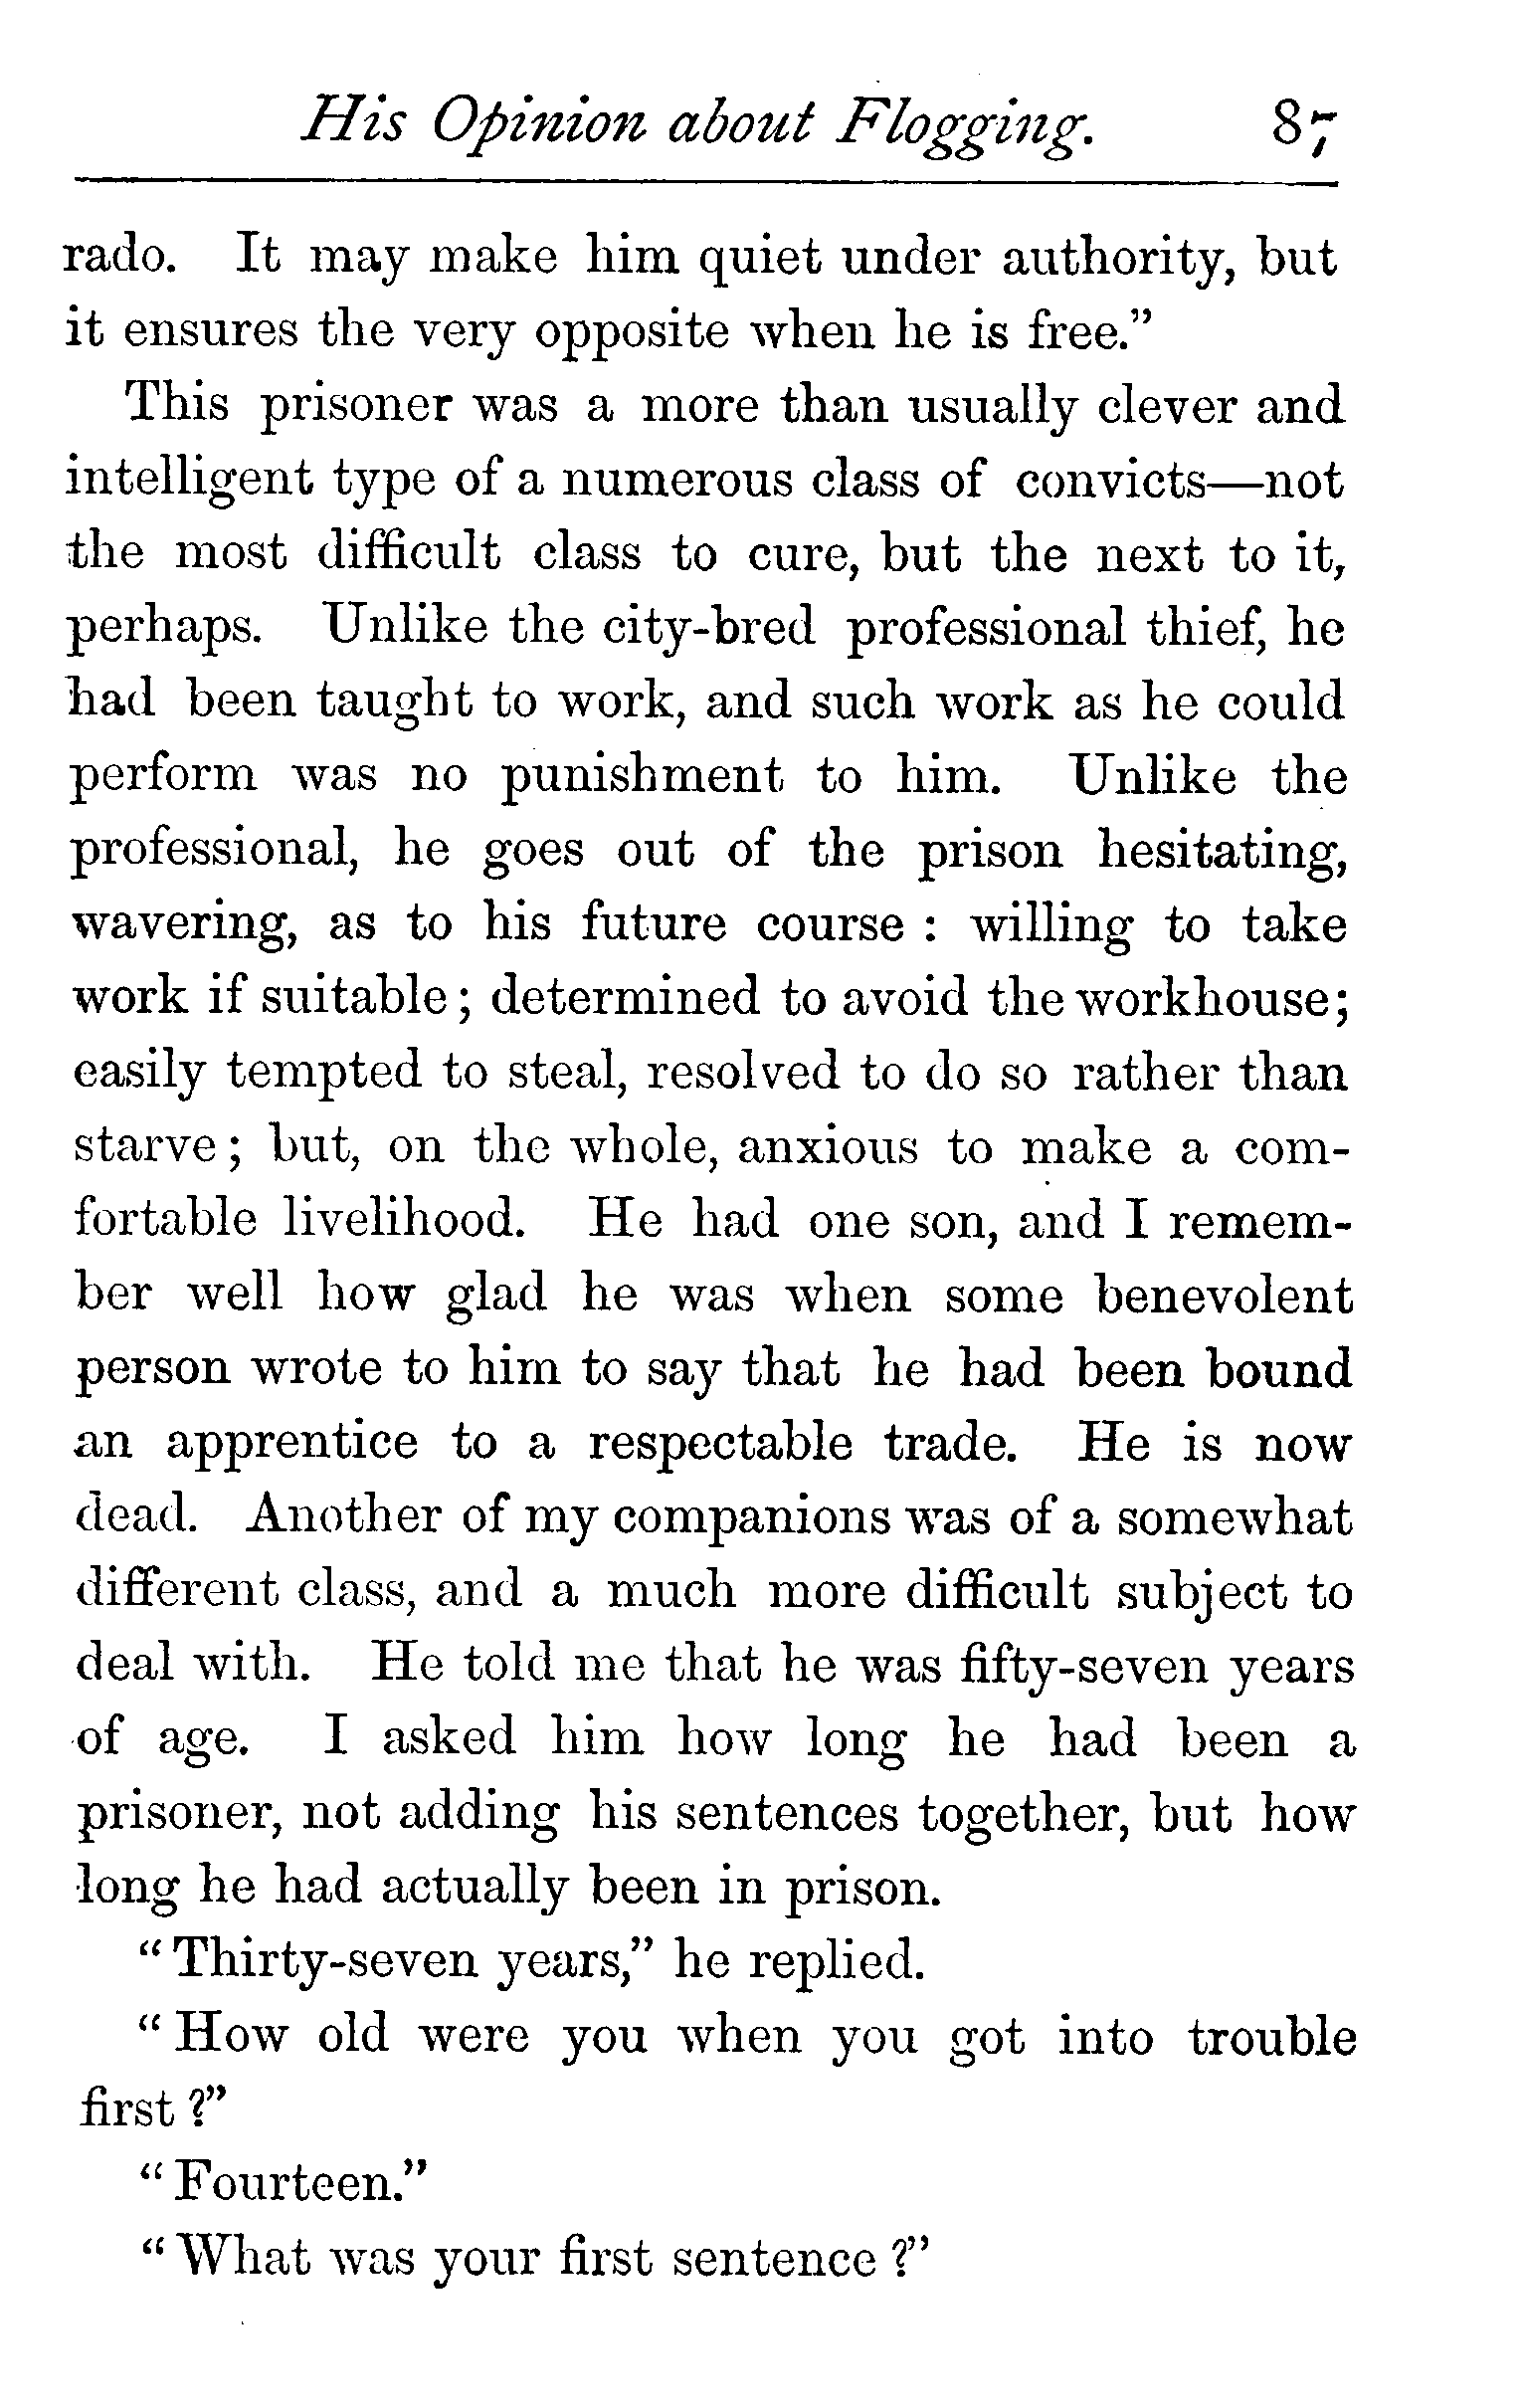 His Opinion about Flogging. 87
rado. It may make him quiet under authority, but
it ensures the very opposite when he is free.”
This prisoner was a more than usually clever and
intelligent type of a numerous class of convicts—not
the most difficult class to cure, but the next to it,
perhaps. Unlike the city-bred professional thief, he
had been taught to work, and such work as he could
perform was no punishment to him. Unlike the
professional, he goes out of the prison hesitating,
wavering, as to his future course : willing to take
work if suitable ; determined to avoid the workhouse;
easily tempted to steal, resolved to do so rather than
starve ; but, on the whole, anxious to make a com-
fortable livelihood. He had one son, and I remem-
ber well how glad he was when some benevolent
person wrote to him to say that he had been bound
an apprentice to a respectable trade. He is now
dead. Another of my companions was of a somewhat
different class, and a much more difficult subject to
deal with. He told me that he was fifty-seven years
of age. I asked him how long he had been a
prisoner, not adding his sentences together, but how
long he had actually been in prison.
“ Thirty-seven years,” he replied.
“ How old were you when you got into trouble
first ?”
“ Fourteen.”
“ What was your first sentence ?”